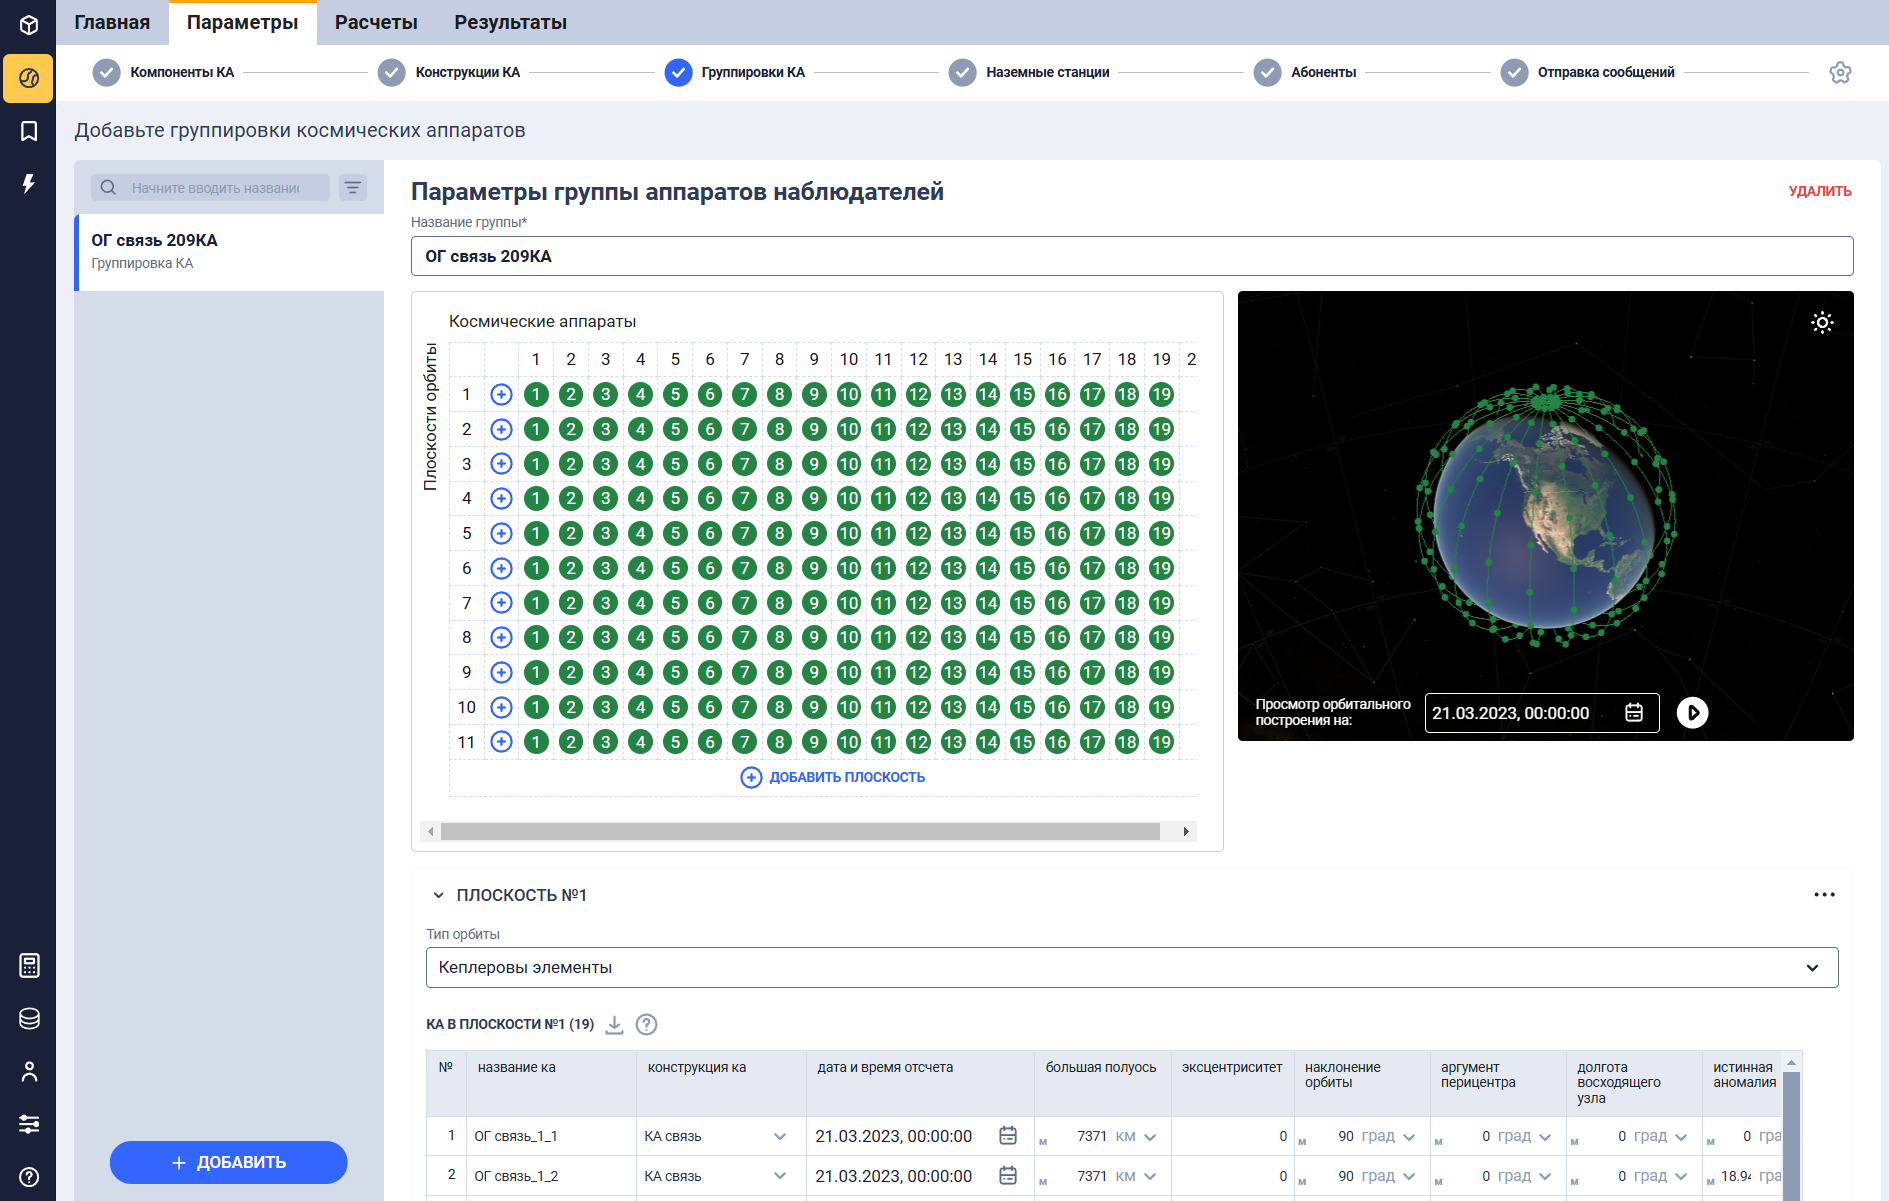 Главная Параметры Расчеты Результаты
Компоненты КА Конструкции КА Группировки КА Наземные станции Абоненты Отправка сообщений
Добавьте группировки космических аппаратов
Начните вводить названи
ОГ связь 209КА
Группировка КА
+ ДОБАВИТЬ
Параметры группы аппаратов наблюдателей
УДАЛИТЬ
Название группы*
ОГ связь 209КА
Космические аппараты
Плоскости орбиты
1 2 3 4 5 6 7 8 9 10 11 12 13 14 15 16 17 18 19 2
1 1 2 3 4 5 6 7 8 9 10 11 12 13 14 15 16 17 18 19
2 1 2 3 4 5 6 7 8 9 10 11 12 13 14 15 16 17 18 19
3 1 2 3 4 5 6 7 8 9 10 11 12 13 14 15 16 17 18 19
4 1 2 3 4 5 6 7 8 9 10 11 12 13 14 15 16 17 18 19
5 1 2 3 4 5 6 7 8 9 10 11 12 13 14 15 16 17 18 19
6 1 2 3 4 5 6 7 8 9 10 11 12 13 14 15 16 17 18 19
7 1 2 3 4 5 6 7 8 9 10 11 12 13 14 15 16 17 18 19
8 1 2 3 4 5 6 7 8 9 10 11 12 13 14 15 16 17 18 19
9 1 2 3 4 5 6 7 8 9 10 11 12 13 14 15 16 17 18 19
10 1 2 3 4 5 6 7 8 9 10 11 12 13 14 15 16 17 18 19
11 1 2 3 4 5 6 7 8 9 10 11 12 13 14 15 16 17 18 19
ДОБАВИТЬ ПЛОСКОСТЬ
Просмотр орбитального
построения на:
21.03.2023, 00:00:00
ПЛОСКОСТЬ №1
Тип орбиты
Кеплеровы элементы
КА В ПЛОСКОСТИ №1 (19)
№ название ка конструкция ка дата и время отсчета большая полуось эксцентриситет наклонение орбиты аргумент перицентра долгота восходящего узла истинная аномалия
1 ОГ связь_1_1 КА связь 21.03.2023, 00:00:00 м 7371 км 0 м 90 град м 0 град м 0 град м 0 гра
2 ОГ связь_1_2 КА связь 21.03.2023, 00:00:00 м 7371 км 0 м 90 град м 0 град м 0 град м 18.94 гра